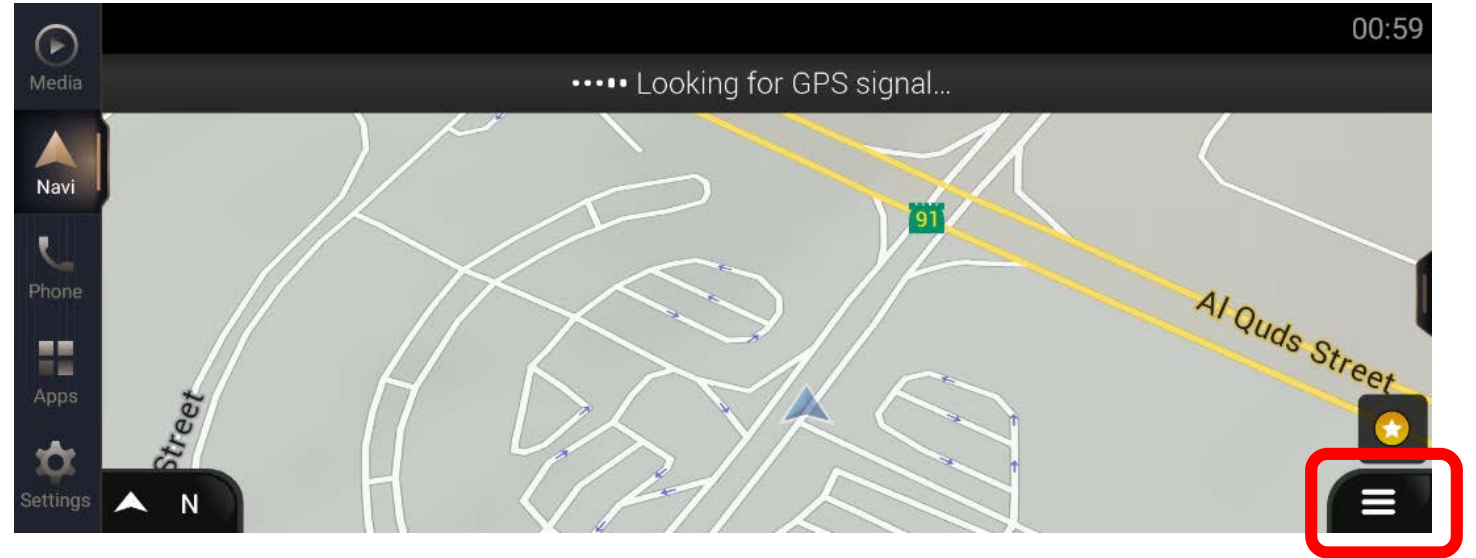 00:59
Media
Looking for GPS signal...
Navi
91
Phone
Al Quds Street
Apps
Street
Settings
N